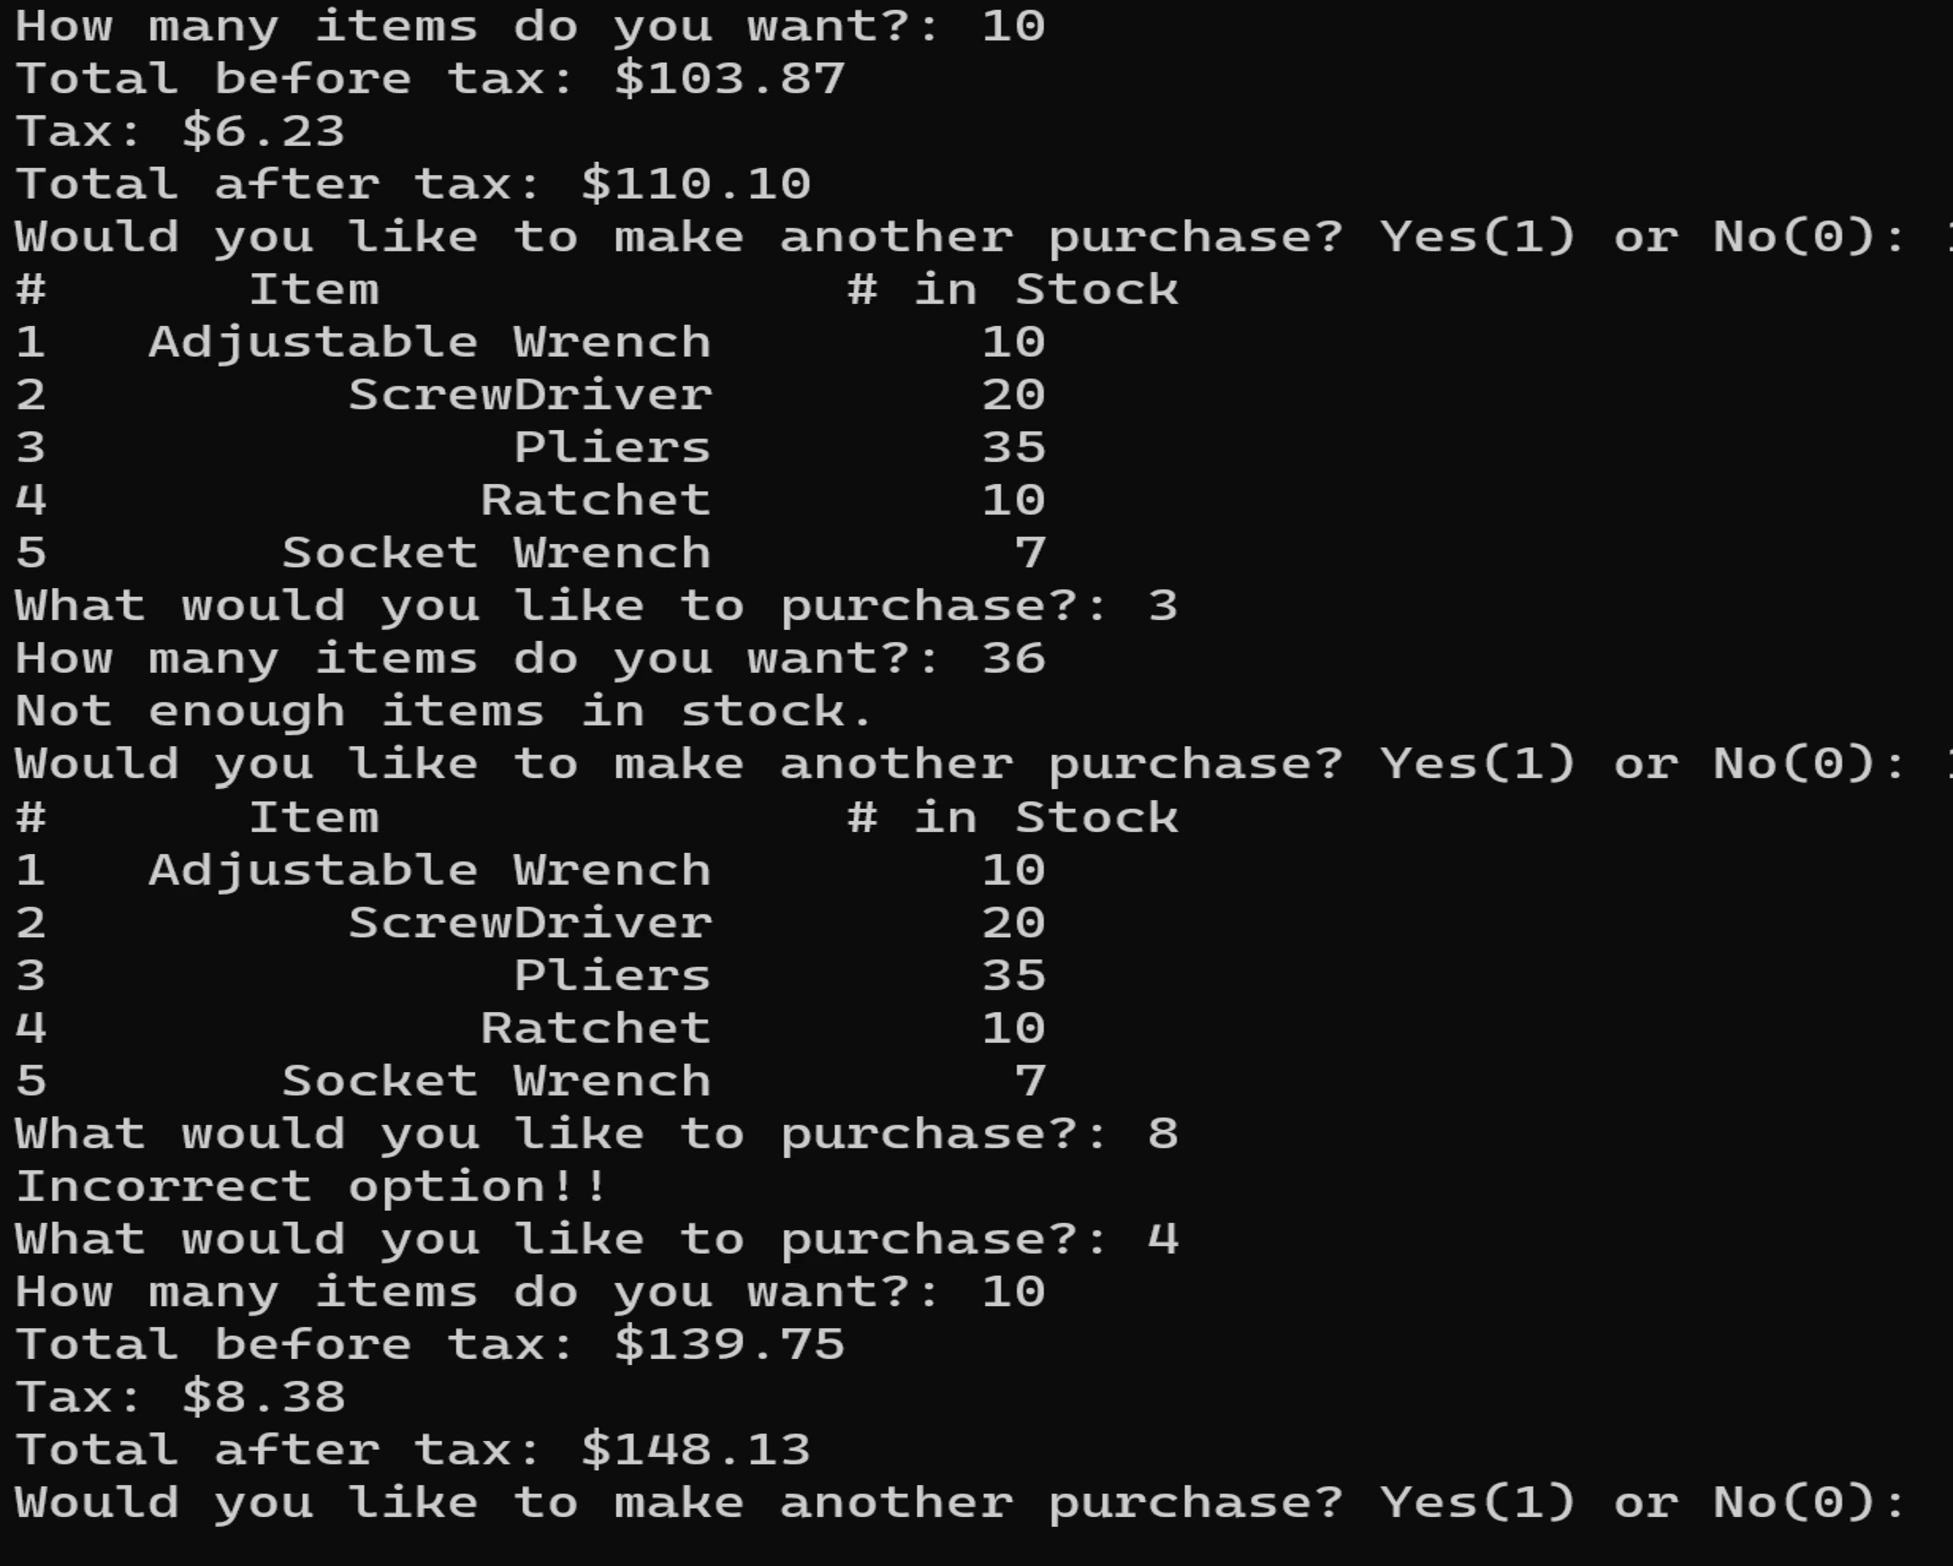 How many items do you want?: 10
Total before tax: $103.87
Tax: $6.23
Total after tax: $110.10
Would you like to make another purchase? Yes(1) or No(0):
#      Item              # in Stock
1   Adjustable Wrench        10
2         ScrewDriver        20
3              Pliers        35
4             Ratchet        10
5       Socket Wrench         7
What would you like to purchase?: 3
How many items do you want?: 36
Not enough items in stock.
Would you like to make another purchase? Yes(1) or No(0):
#      Item              # in Stock
1   Adjustable Wrench        10
2         ScrewDriver        20
3              Pliers        35
4             Ratchet        10
5       Socket Wrench         7
What would you like to purchase?: 8
Incorrect option!!
What would you like to purchase?: 4
How many items do you want?: 10
Total before tax: $139.75
Tax: $8.38
Total after tax: $148.13
Would you like to make another purchase? Yes(1) or No(0):